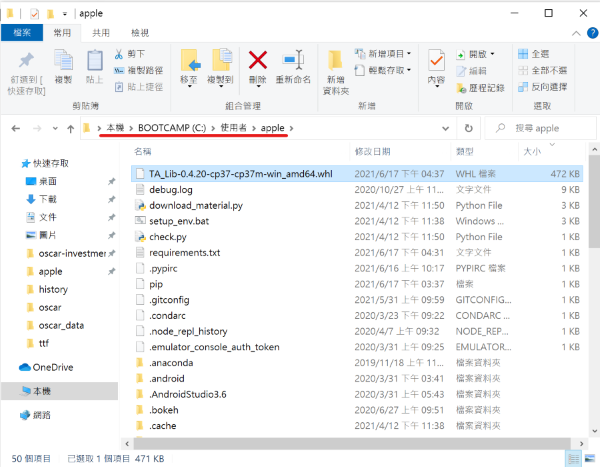 apple
檔案 常用 共用 檢視
釘選到 [快速存取] 複製 貼上 剪下 複製路徑 貼上捷徑
移至 複製到 刪除 重新命名
新增資料夾 新增項目 輕鬆存取
內容 開啟 編輯 歷程記錄
全選 全部不選 反向選擇
剪貼簿 組合管理 新增 開啟 選取
本機 BOOTCAMP (C:) 使用者 apple 搜尋 apple
名稱 修改日期 類型 大小
快速存取
桌面
下載
文件
圖片
oscar-investmer
apple
history
oscar
oscar_data
ttf
OneDrive
本機
網路
TA_Lib-0.4.20-cp37-cp37m-win_amd64.whl 2021/6/17 下午 04:37 WHL 檔案 472 KB
debug.log 2020/10/27 上午 11... 文字文件 9 KB
download_material.py 2021/4/12 下午 11:50 Python File 3 KB
setup_env.bat 2021/4/12 下午 11:38 Windows ... 3 KB
check.py 2021/4/12 下午 11:50 Python File 1 KB
requirements.txt 2021/6/17 下午 04:31 文字文件 1 KB
.pypirc 2021/6/16 上午 10:17 PYPIRC 檔案 1 KB
pip 2021/6/17 下午 03:37 檔案 1 KB
.gitconfig 2021/5/31 上午 09:59 GITCONFIG... 1 KB
.condarc 2020/3/23 下午 09:22 CONDARC ... 1 KB
.node_repl_history 2020/4/7 上午 09:32 NODE_REP... 1 KB
.emulator_console_auth_token 2020/3/31 上午 09:35 EMULATOR... 1 KB
.anaconda 2019/11/18 上午 11... 檔案資料夾
.android 2020/3/31 下午 03:41 檔案資料夾
.AndroidStudio3.6 2020/3/31 上午 05:43 檔案資料夾
.bokeh 2020/6/27 上午 09:51 檔案資料夾
.cache 2021/4/12 下午 11:38 檔案資料夾
50 個項目 已選取 1 個項目 471 KB